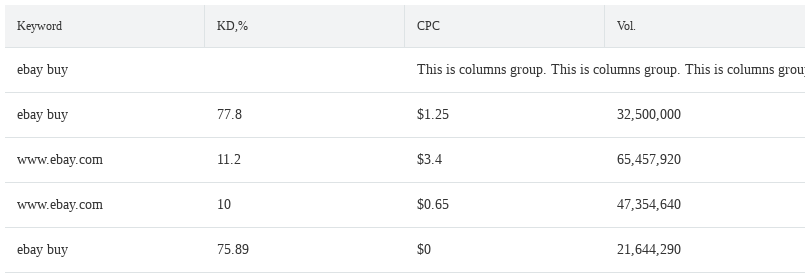 Keyword KD,% CPC Vol.
ebay buy This is columns group. This is columns group. This is columns grou
ebay buy 77.8 $1.25 32,500,000
www.ebay.com 11.2 $3.4 65,457,920
www.ebay.com 10 $0.65 47,354,640
ebay buy 75.89 $0 21,644,290